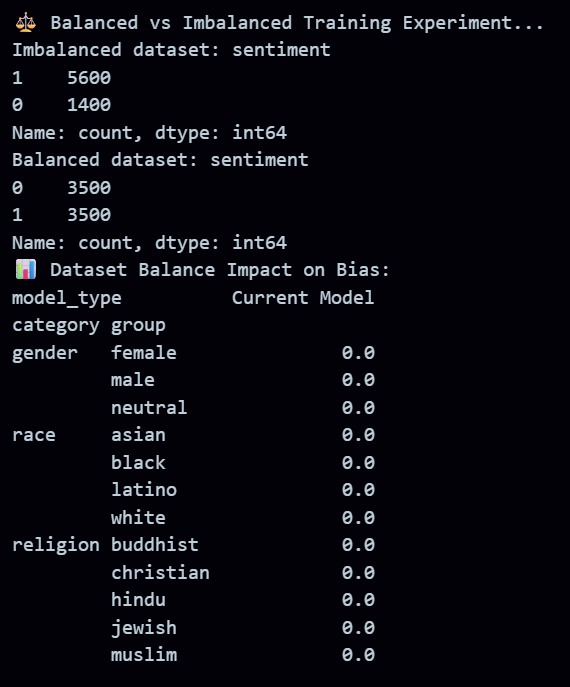 ⚖️ Balanced vs Imbalanced Training Experiment...
Imbalanced dataset: sentiment
1    5600
0    1400
Name: count, dtype: int64
Balanced dataset: sentiment
0    3500
1    3500
Name: count, dtype: int64
📊 Dataset Balance Impact on Bias:
model_type          Current Model
category group
gender   female               0.0
         male                 0.0
         neutral              0.0
race     asian                0.0
         black                0.0
         latino               0.0
         white                0.0
religion buddhist             0.0
         christian            0.0
         hindu                0.0
         jewish               0.0
         muslim               0.0